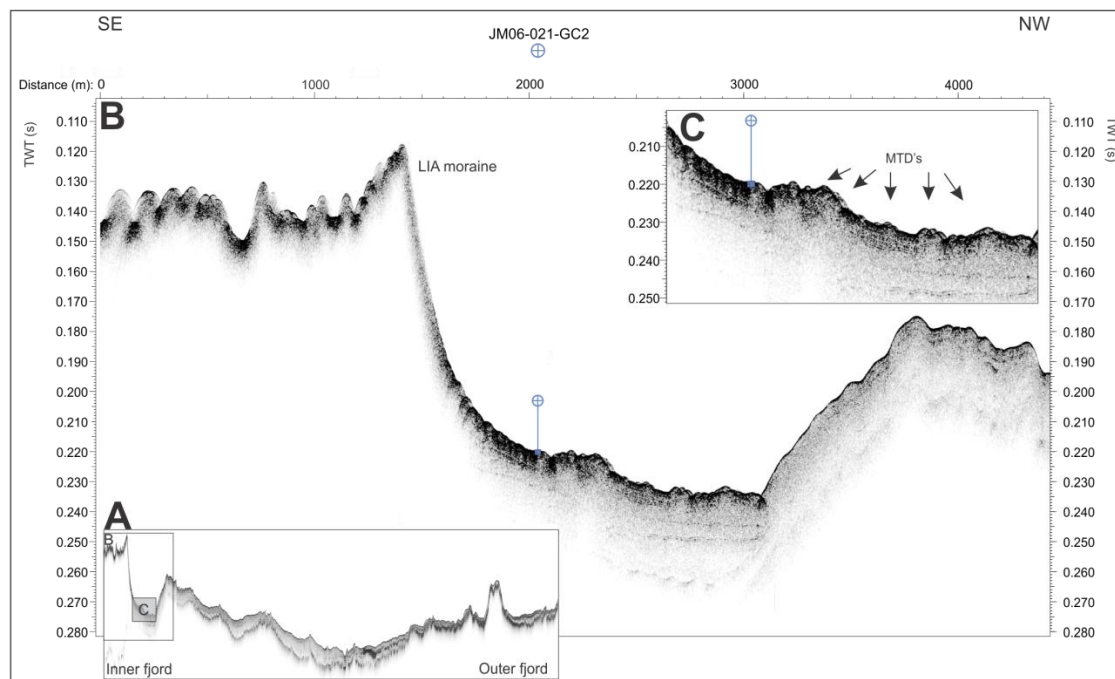 SE
NW
JM06-021-GC2
Distance (m): 0 1000 2000 3000 4000
B
C
TWT (s)
0.110
0.120
0.130
0.140
0.150
0.160
0.170
0.180
0.190
0.200
0.210
0.220
0.230
0.240
0.250
0.260
0.270
0.280
LIA moraine
0.210
0.220
0.230
0.240
0.250
MTD's
TWT (s)
0.110
0.120
0.130
0.140
0.150
0.160
0.170
0.180
0.190
0.200
0.210
0.220
0.230
0.240
0.250
0.260
0.270
0.280
A
B
C
Inner fjord
Outer fjord